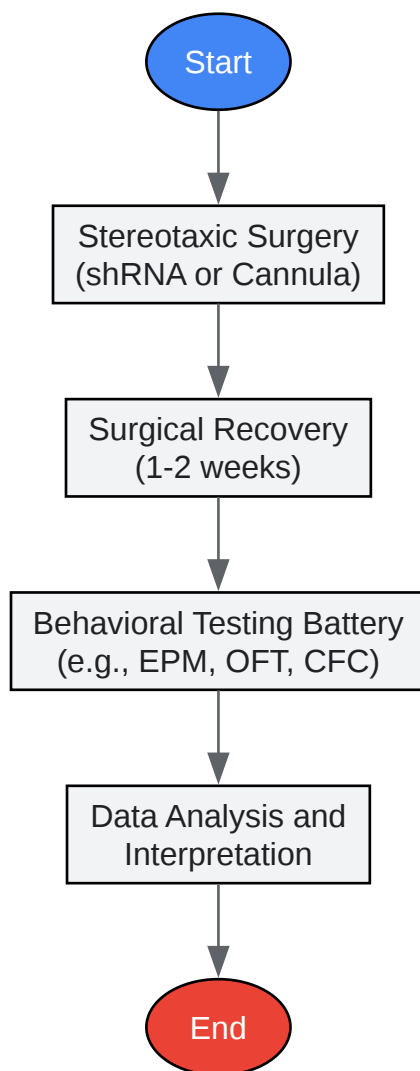 Start
Stereotaxic Surgery
(shRNA or Cannula)
Surgical Recovery
(1-2 weeks)
Behavioral Testing Battery
(e.g., EPM, OFT, CFC)
Data Analysis and
Interpretation
End